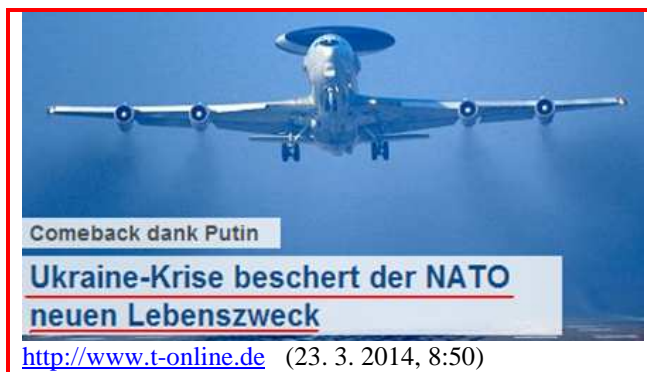 Comeback dank Putin
Ukraine-Krise beschert der NATO
neuen Lebenszweck
http://www.t-online.de (23. 3. 2014, 8:50)